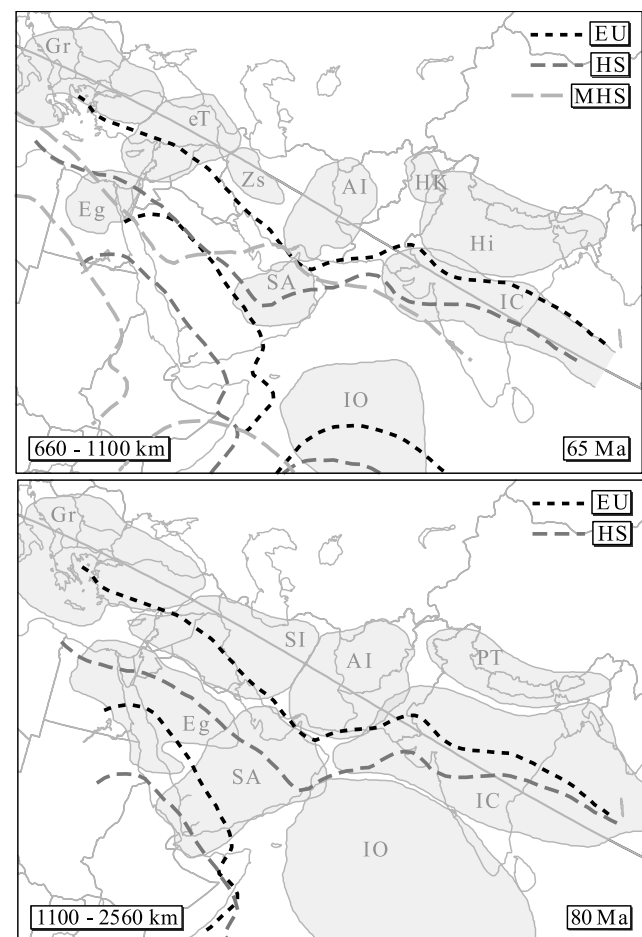 Gr
EU
HS
MHS
eT
Zs
AI
HK
Eg
Hi
SA
IC
IO
660 - 1100 km
65 Ma
Gr
EU
HS
SI
AI
PT
Eg
SA
IC
IO
1100 - 2560 km
80 Ma